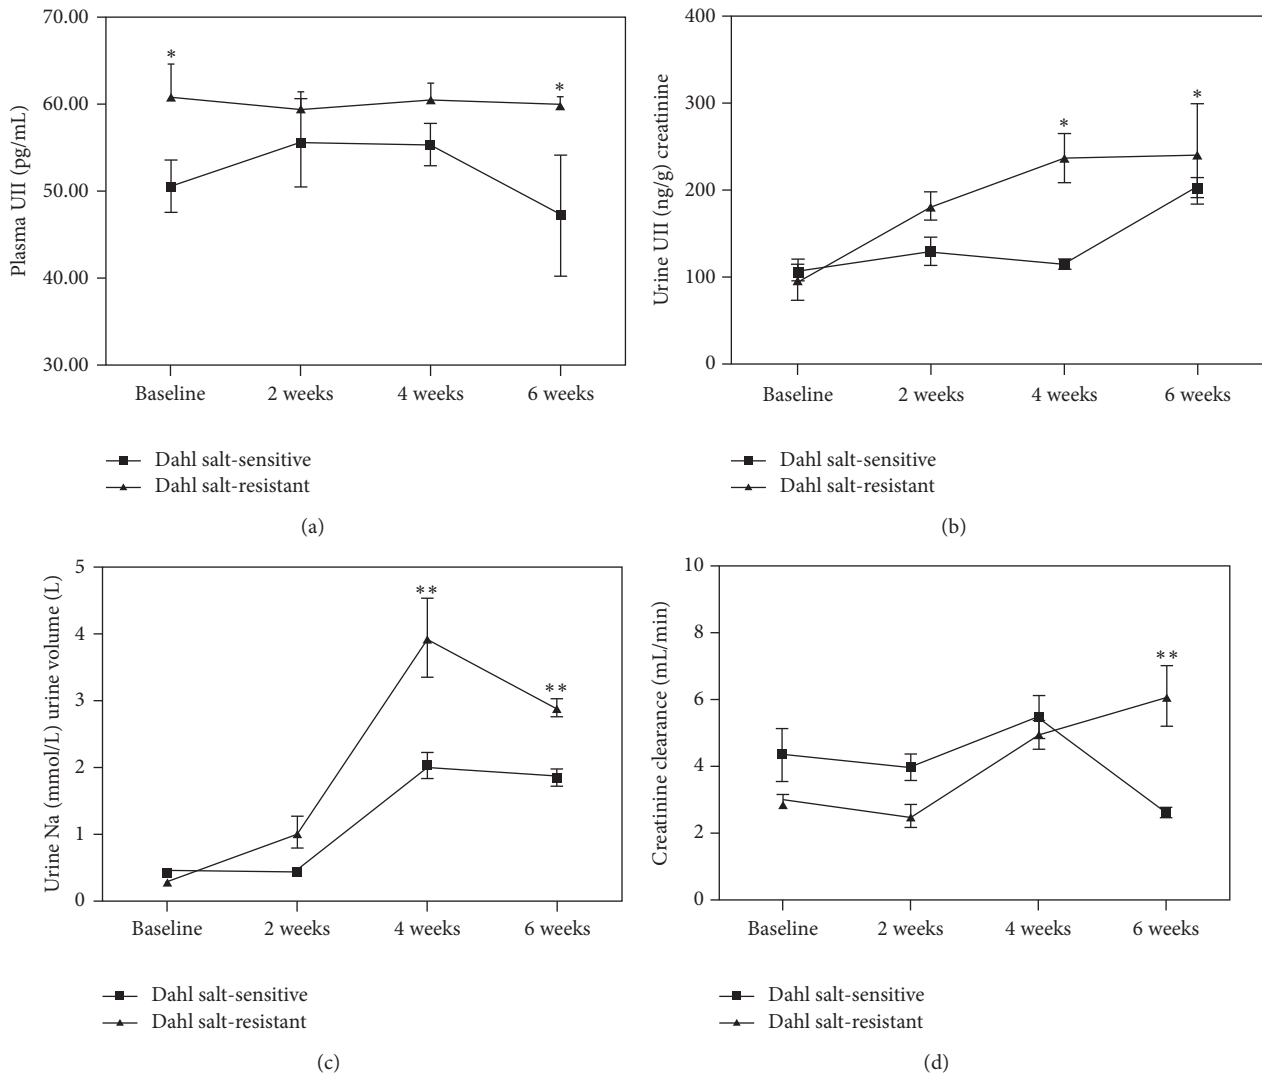 70.00
60.00
50.00
40.00
30.00
Plasma UII (pg/mL)
*
*
Baseline 2 weeks 4 weeks 6 weeks
Dahl salt-sensitive
Dahl salt-resistant
(a)
400
300
200
100
0
Urine UII (ng/g) creatinine
*
*
Baseline 2 weeks 4 weeks 6 weeks
Dahl salt-sensitive
Dahl salt-resistant
(b)
5
4
3
2
1
0
Urine Na (mmol/L) urine volume (L)
**
**
Baseline 2 weeks 4 weeks 6 weeks
Dahl salt-sensitive
Dahl salt-resistant
(c)
10
8
6
4
2
0
Creatinine clearance (mL/min)
**
Baseline 2 weeks 4 weeks 6 weeks
Dahl salt-sensitive
Dahl salt-resistant
(d)